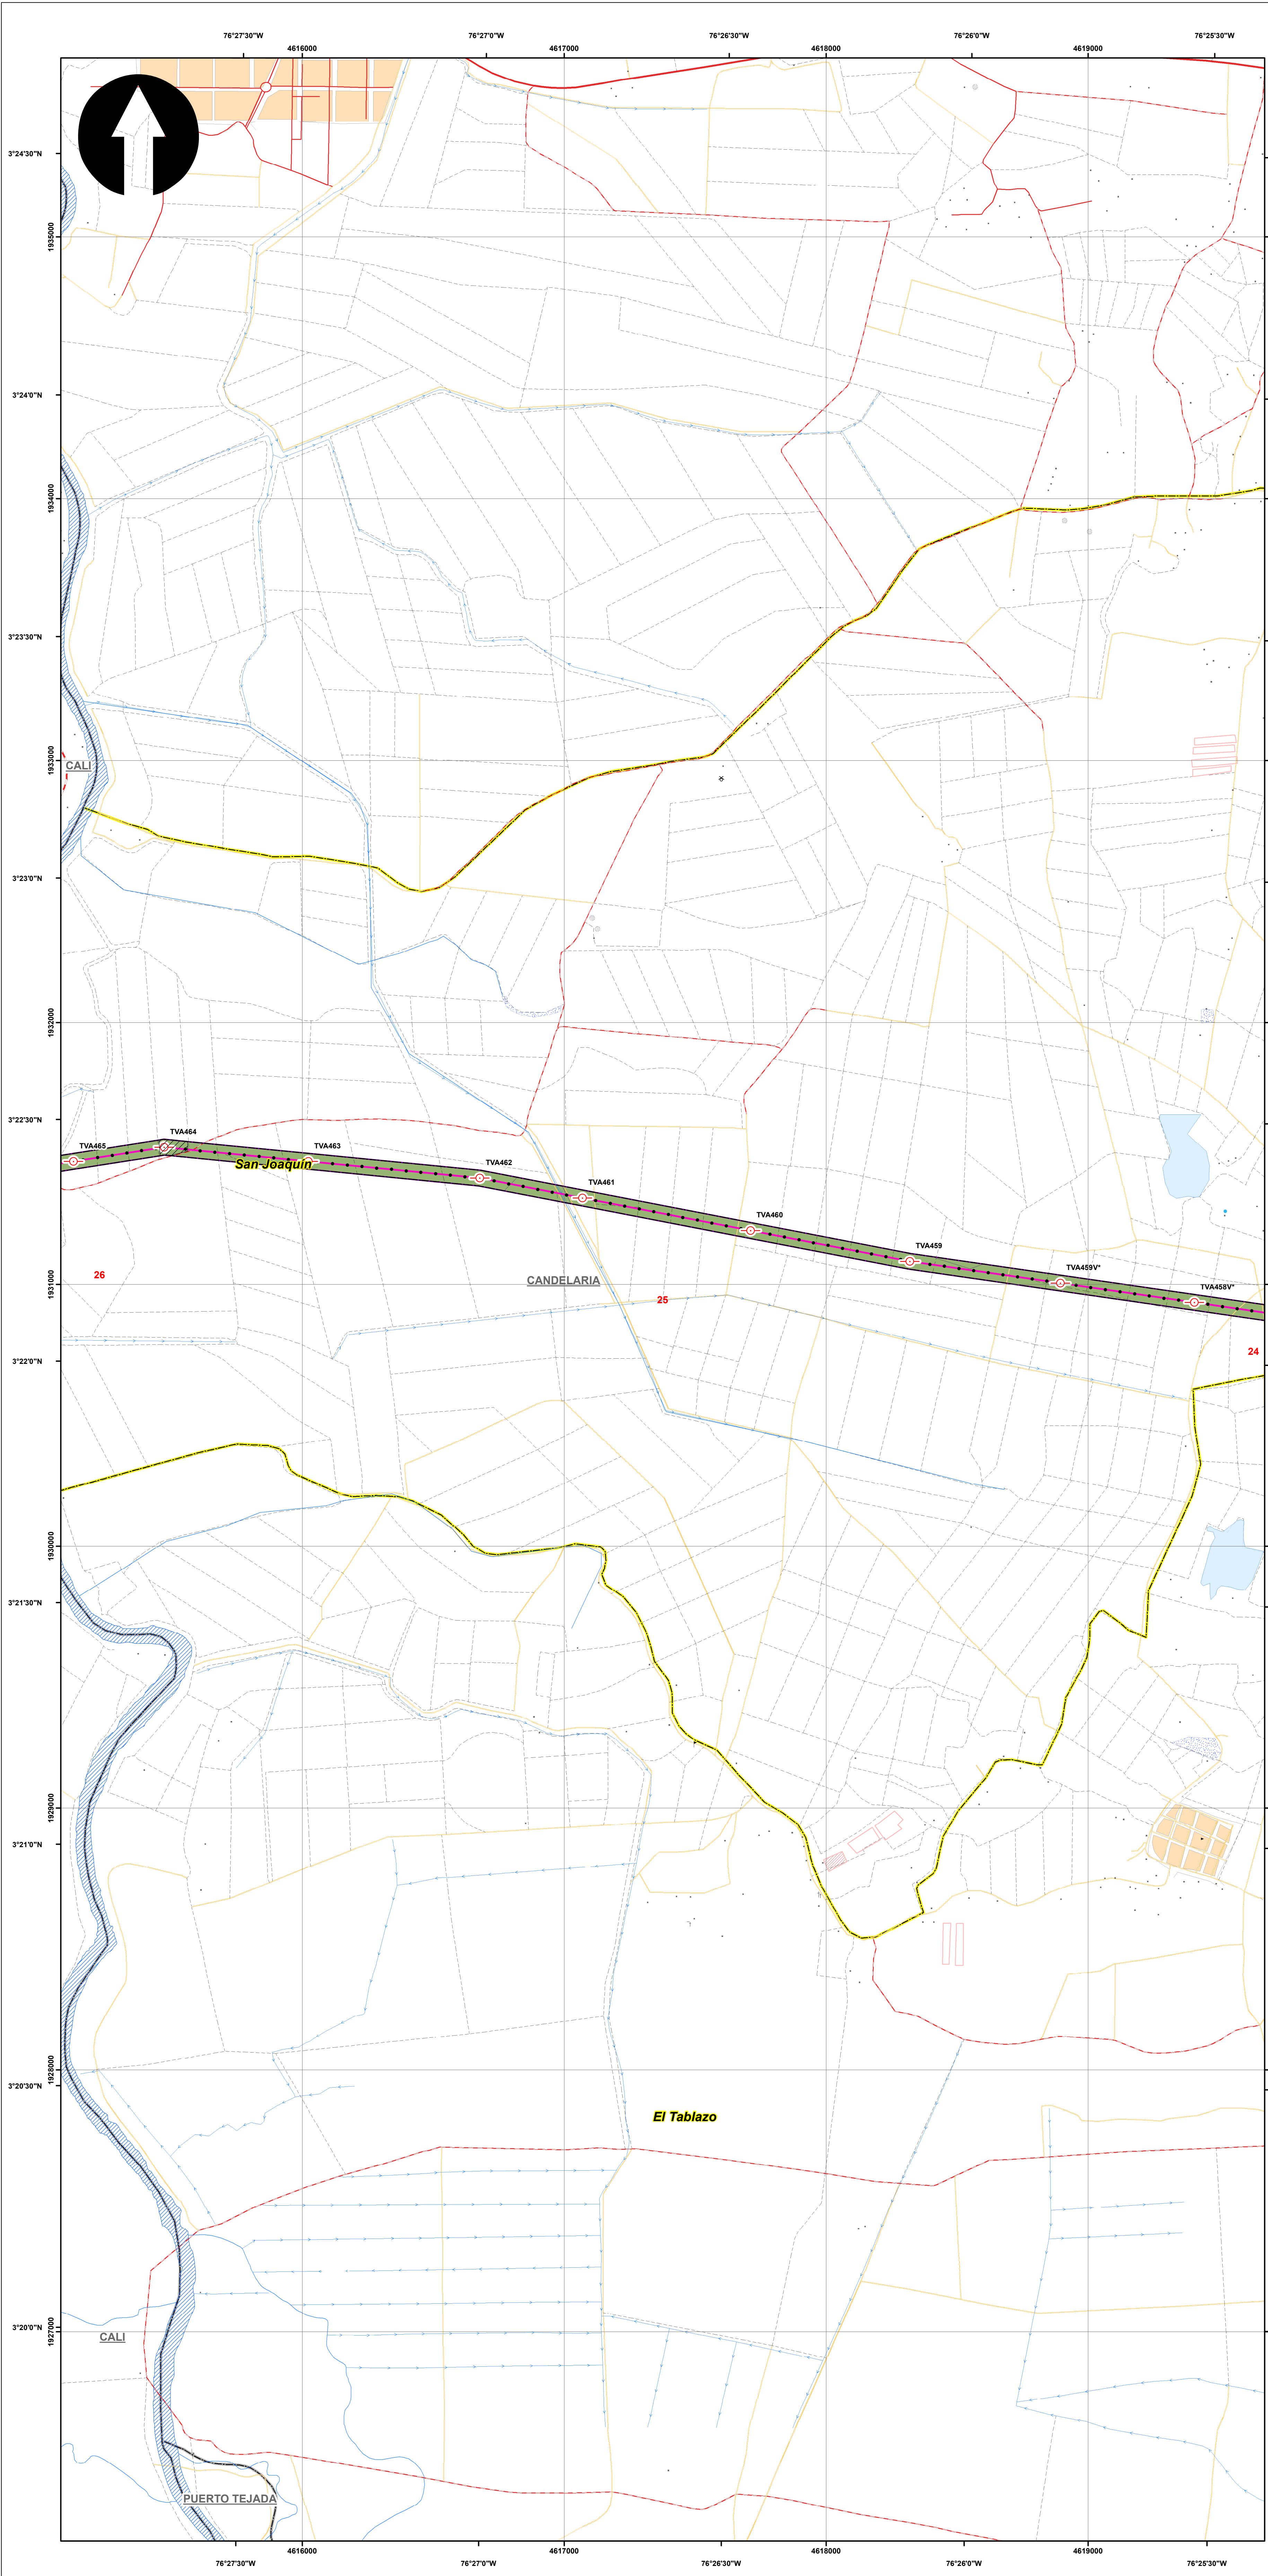 76°27'30"W 4616000 76°27'0"W 4617000 76°26'30"W 4618000 76°26'0"W 4619000 76°25'30"W
3°24'30"N
1935000
3°24'0"N
1934000
3°23'30"N
1933000
CALI
3°23'0"N
1932000
3°22'30"N
TVA465
TVA464
TVA463
San-Joaquín
TVA462
TVA461
TVA460
TVA459
TVA459V*
TVA458V*
26
1931000
CANDELARIA
25
24
3°22'0"N
1930000
3°21'30"N
1929000
3°21'0"N
1928000
3°20'30"N
El Tablazo
3°20'0"N
1927000
CALI
PUERTO TEJADA
76°27'30"W 4616000 76°27'0"W 4617000 76°26'30"W 4618000 76°26'0"W 4619000 76°25'30"W